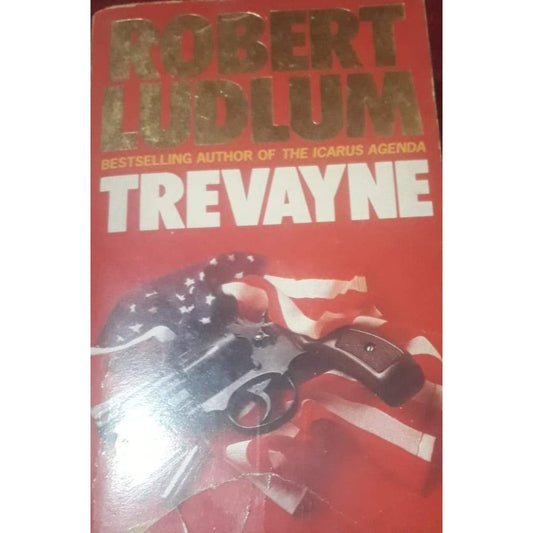 ROBERT
LUDLUM
BESTSELLING AUTHOR OF THE ICARUS AGENDA
TREVAYNE